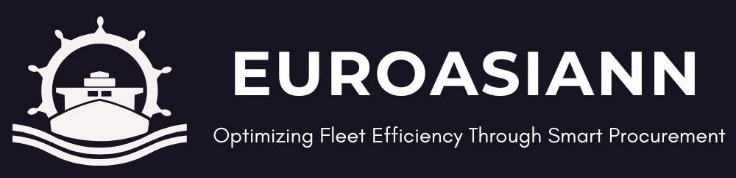 EUROASIANN
Optimizing Fleet Efficiency Through Smart Procurement